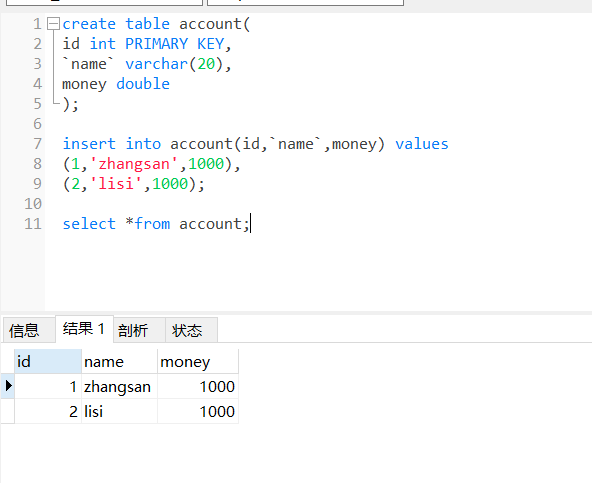 1 create table account(
2 id int PRIMARY KEY,
3 `name` varchar(20),
4 money double
5 );
6
7 insert into account(id,`name`,money) values
8 (1,'zhangsan',1000),
9 (2,'lisi',1000);
10
11 select *from account;
信息 结果 1 剖析 状态
id name money
1 zhangsan 1000
2 lisi 1000